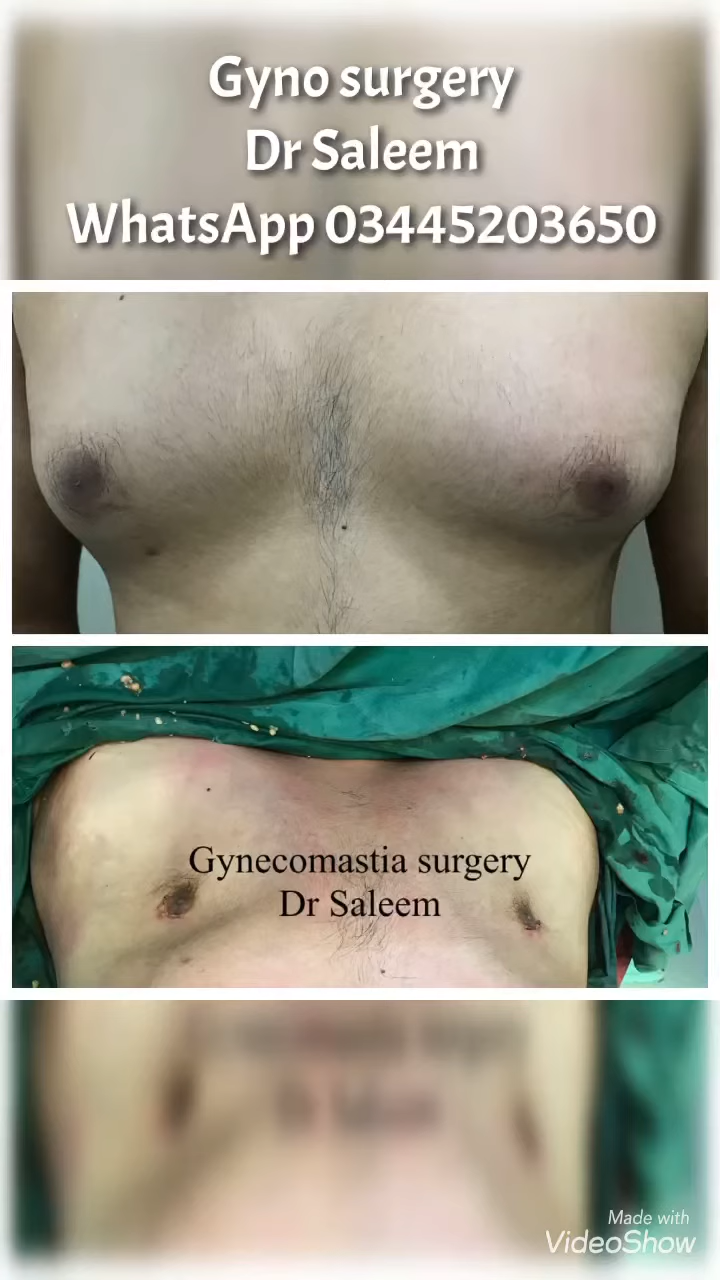 Gyno surgery
Dr Saleem
WhatsApp 03445203650
Gynecomastia surgery
Dr Saleem
Made with
VideoShow